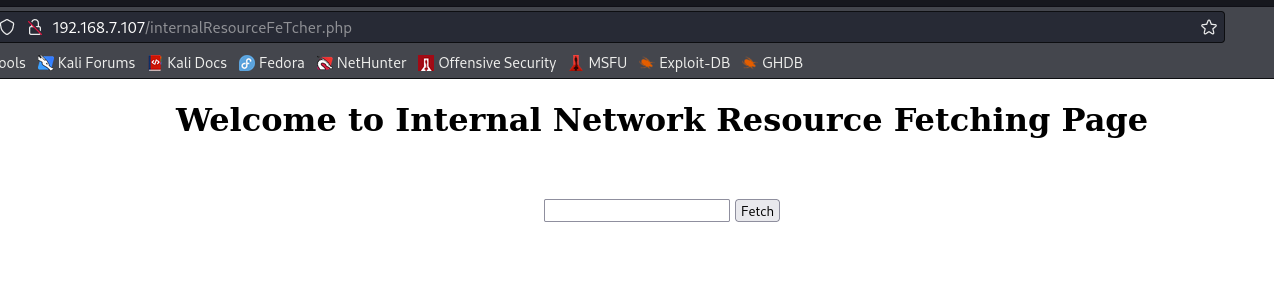 192.168.7.107/internalResourceFeTcher.php
ools Kali Forums Kali Docs Fedora NetHunter Offensive Security MSFU Exploit-DB GHDB
Welcome to Internal Network Resource Fetching Page
Fetch